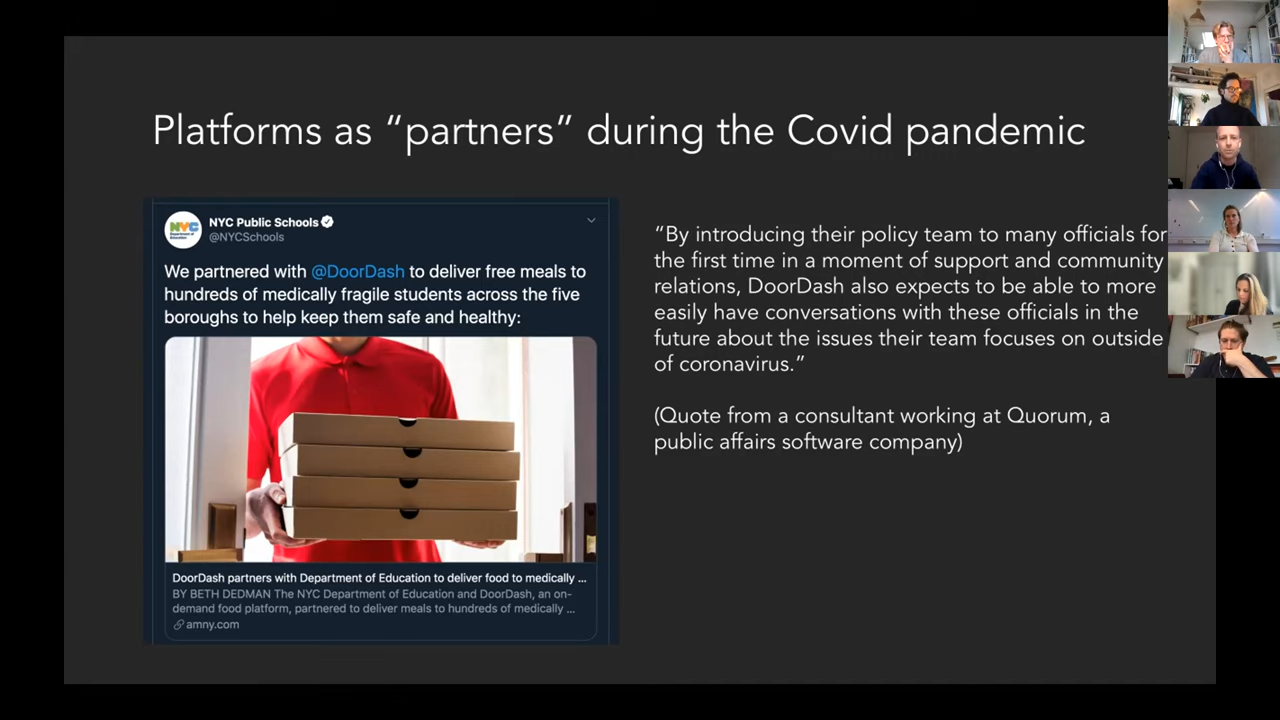 Platforms as “partners” during the Covid pandemic
NYC Public Schools
@NYCSchools
We partnered with @DoorDash to deliver free meals to
hundreds of medically fragile students across the five
boroughs to help keep them safe and healthy:
DoorDash partners with Department of Education to deliver food to medically ...
BY BETH DEDMAN The NYC Department of Education and DoorDash, an on-
demand food platform, partnered to deliver meals to hundreds of medically ...
amny.com
“By introducing their policy team to many officials for
the first time in a moment of support and community
relations, DoorDash also expects to be able to more
easily have conversations with these officials in the
future about the issues their team focuses on outside
of coronavirus.”
(Quote from a consultant working at Quorum, a
public affairs software company)
NYC
Department of
Education